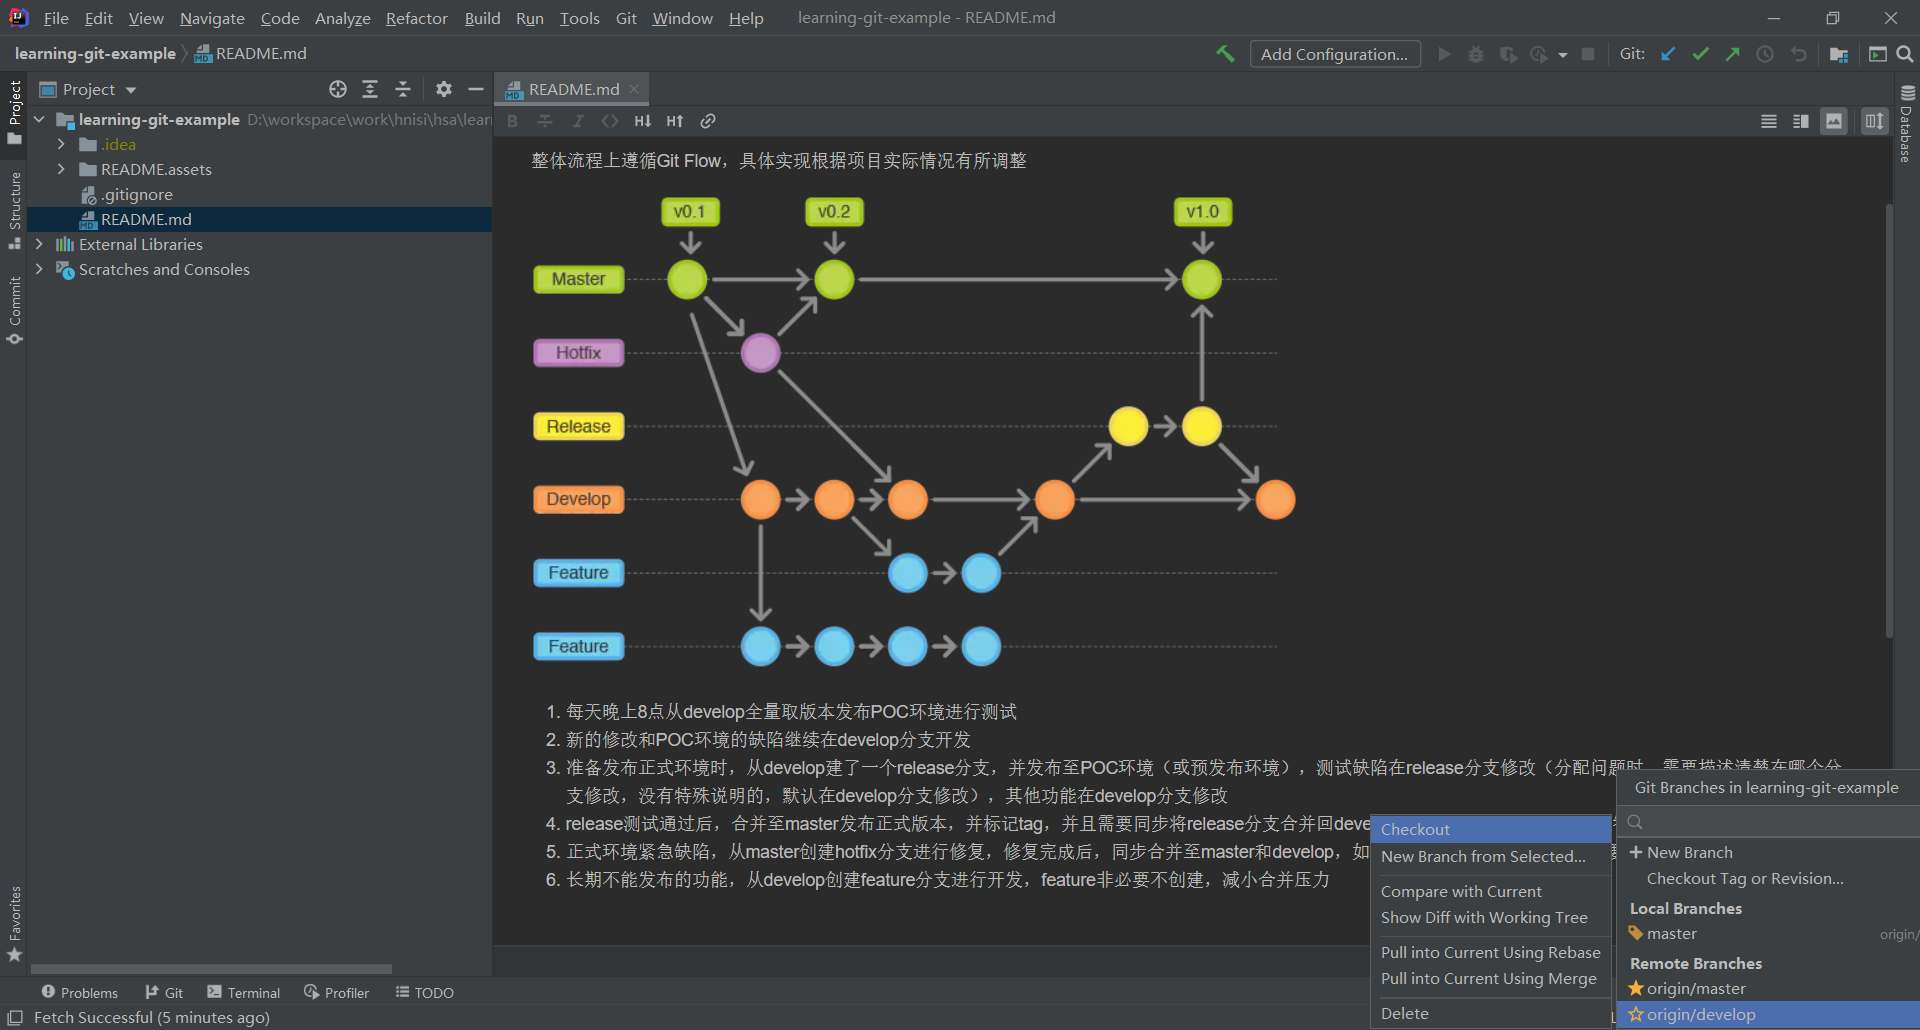 File Edit View Navigate Code Analyze Refactor Build Run Tools Git Window Help learning-git-example - README.md
learning-git-example README.md Add Configuration... Git:
Project README.md
Project
Structure
Commit
Favorites
Database
learning-git-example D:\workspace\work\hnisi\hsa\lear
.idea
README.assets
.gitignore
README.md
External Libraries
Scratches and Consoles
整体流程上遵循Git Flow，具体实现根据项目实际情况有所调整
v0.1 v0.2 v1.0
Master
Hotfix
Release
Develop
Feature
Feature
1. 每天晚上8点从develop全量取版本发布POC环境进行测试
2. 新的修改和POC环境的缺陷继续在develop分支开发
3. 准备发布正式环境时，从develop建了一个release分支，并发布至POC环境（或预发布环境），测试缺陷在release分支修改（分配问题时，需要描述清楚在哪个分
支修改，没有特殊说明的，默认在develop分支修改），其他功能在develop分支修改
4. release测试通过后，合并至master发布正式版本，并标记tag，并且需要同步将release分支合并回deve
5. 正式环境紧急缺陷，从master创建hotfix分支进行修复，修复完成后，同步合并至master和develop，如
6. 长期不能发布的功能，从develop创建feature分支进行开发，feature非必要不创建，减小合并压力
Checkout
New Branch from Selected...
Compare with Current
Show Diff with Working Tree
Pull into Current Using Rebase
Pull into Current Using Merge
Delete
Git Branches in learning-git-example
New Branch
Checkout Tag or Revision...
Local Branches
master origin/
Remote Branches
origin/master
origin/develop
Problems Git Terminal Profiler TODO
Fetch Successful (5 minutes ago)